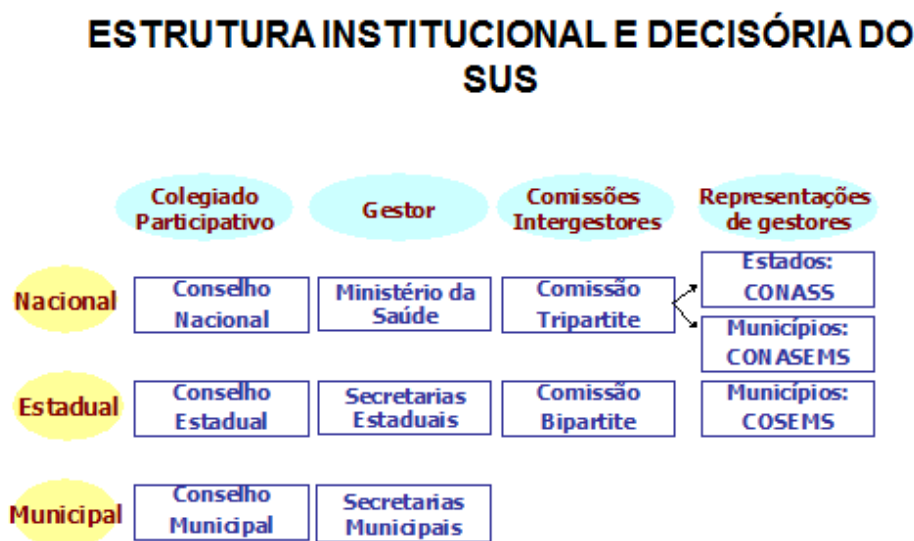 ESTRUTURA INSTITUCIONAL E DECISÓRIA DO
SUS
Colegiado
Participativo
Gestor
Comissões
Intergestores
Representações
de gestores
Nacional
Conselho
Nacional
Ministério da
Saúde
Comissão
Tripartite
Estados:
CONASS
Municípios:
CONASEMS
Estadual
Conselho
Estadual
Secretarias
Estaduais
Comissão
Bipartite
Municípios:
COSEMS
Municipal
Conselho
Municipal
Secretarias
Municipais